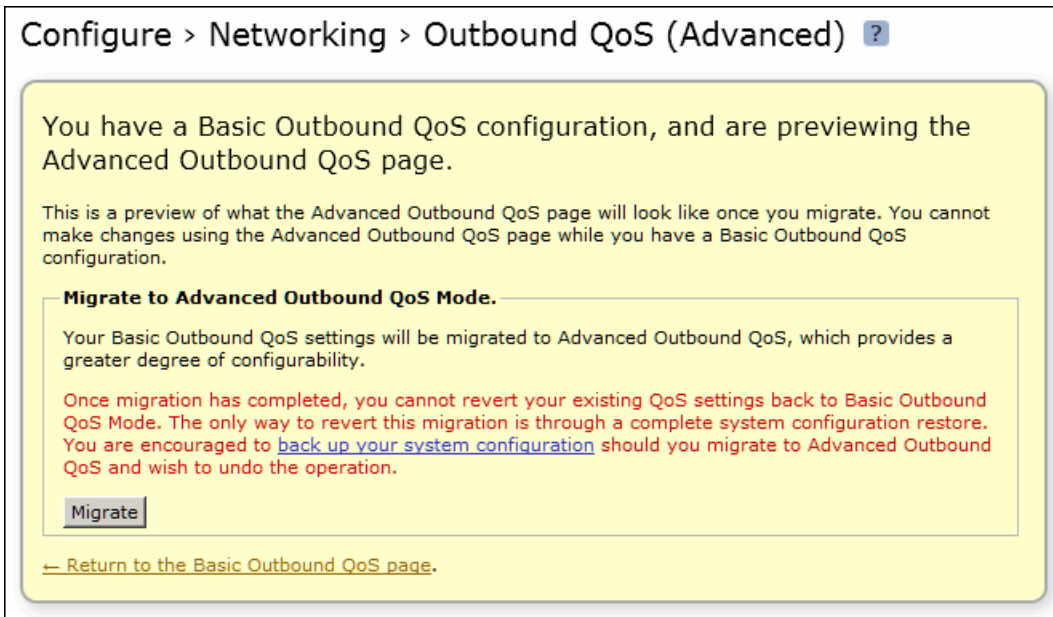 Configure > Networking > Outbound QoS (Advanced) ?
You have a Basic Outbound QoS configuration, and are previewing the
Advanced Outbound QoS page.
This is a preview of what the Advanced Outbound QoS page will look like once you migrate. You cannot
make changes using the Advanced Outbound QoS page while you have a Basic Outbound QoS
configuration.
Migrate to Advanced Outbound QoS Mode.
Your Basic Outbound QoS settings will be migrated to Advanced Outbound QoS, which provides a
greater degree of configurability.
Once migration has completed, you cannot revert your existing QoS settings back to Basic Outbound
QoS Mode. The only way to revert this migration is through a complete system configuration restore.
You are encouraged to back up your system configuration should you migrate to Advanced Outbound
QoS and wish to undo the operation.
Migrate
← Return to the Basic Outbound QoS page.